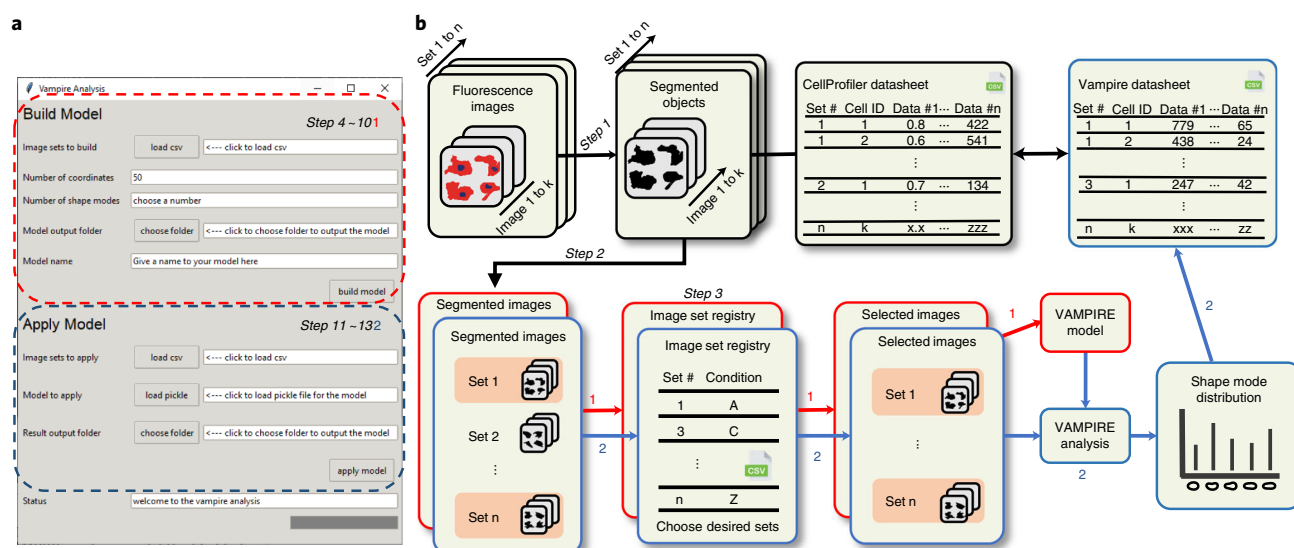 a
Vampire Analysis
Build Model
Step 4 ~101
Image sets to build
load csv
<--- click to load csv
Number of coordinates
50
Number of shape modes
choose a number
Model output folder
choose folder
<--- click to choose folder to output the model
Model name
Give a name to your model here
build model
Apply Model
Step 11 ~132
Image sets to apply
load csv
<--- click to load csv
Model to apply
load pickle
<--- click to load pickle file for the model
Result output folder
choose folder
<--- click to choose folder to output the model
apply model
Status
welcome to the vampire analysis
b
Set 1 to n
Fluorescence
images
Image 1 to k
Step 1
Set 1 to n
Segmented
objects
Image 1 to k
CellProfiler datasheet
CSV
Set # Cell ID Data #1 ··· Data #n
1 1 0.8 ··· 422
1 2 0.6 ··· 541
⋮
2 1 0.7 ··· 134
⋮
n k x.x ··· zzz
Vampire datasheet
CSV
Set # Cell ID Data #1 ··· Data #n
1 1 779 ··· 65
1 2 438 ··· 24
⋮
3 1 247 ··· 42
⋮
n k xxx ··· zz
Step 2
Segmented images
Segmented images
Set 1
Set 2
⋮
Set n
1
2
Step 3
Image set registry
Image set registry
Set # Condition
1 A
3 C
⋮
CSV
n Z
Choose desired sets
1
2
Selected images
Selected images
Set 1
⋮
Set n
1
VAMPIRE
model
VAMPIRE
analysis
2
2
Shape mode
distribution